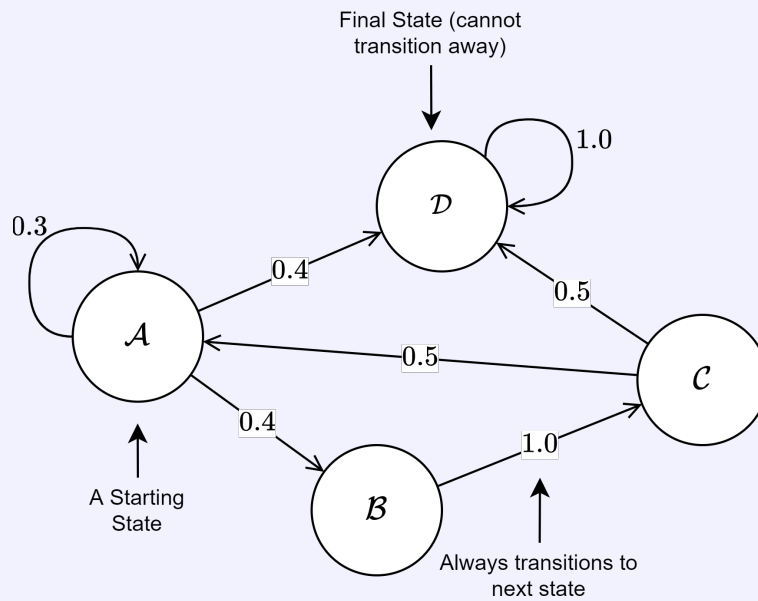 Final State (cannot
transition away)
1.0
𝒟
0.3
0.4
0.5
𝒜
0.5
𝒞
0.4
1.0
ℬ
A Starting
State
Always transitions to
next state